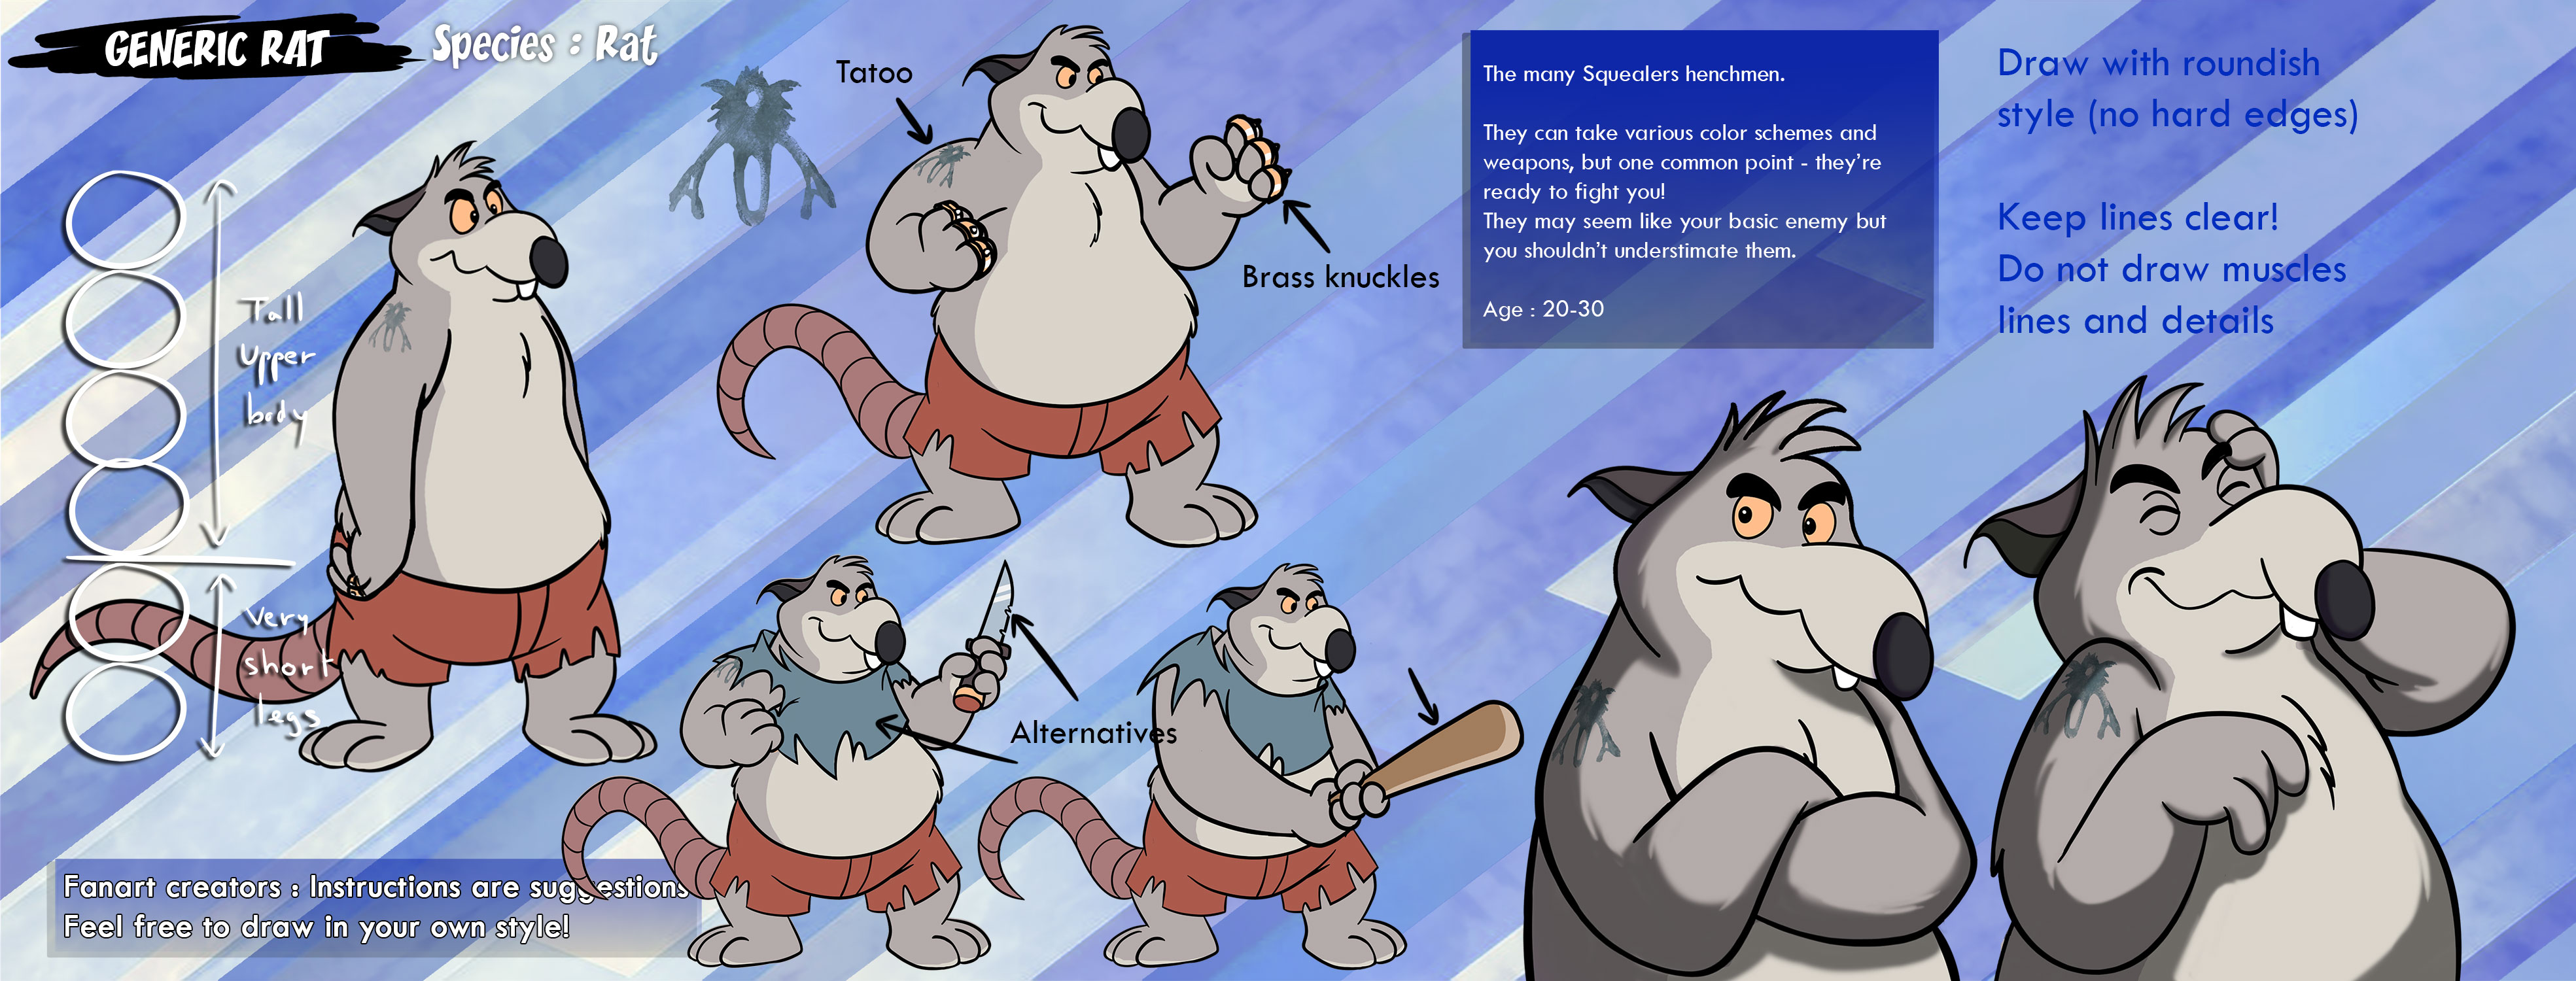 GENERIC RAT
Species : Rat
Tatoo
Brass knuckles
The many Squealers henchmen.
They can take various color schemes and
weapons, but one common point - they're
ready to fight you!
They may seem like your basic enemy but
you shouldn't understimate them.
Age : 20-30
Draw with roundish
style (no hard edges)
Keep lines clear!
Do not draw muscles
lines and details
Tall
Upper
body
Very
short
legs
Alternatives
Fanart creators : Instructions are suggestions
Feel free to draw in your own style!